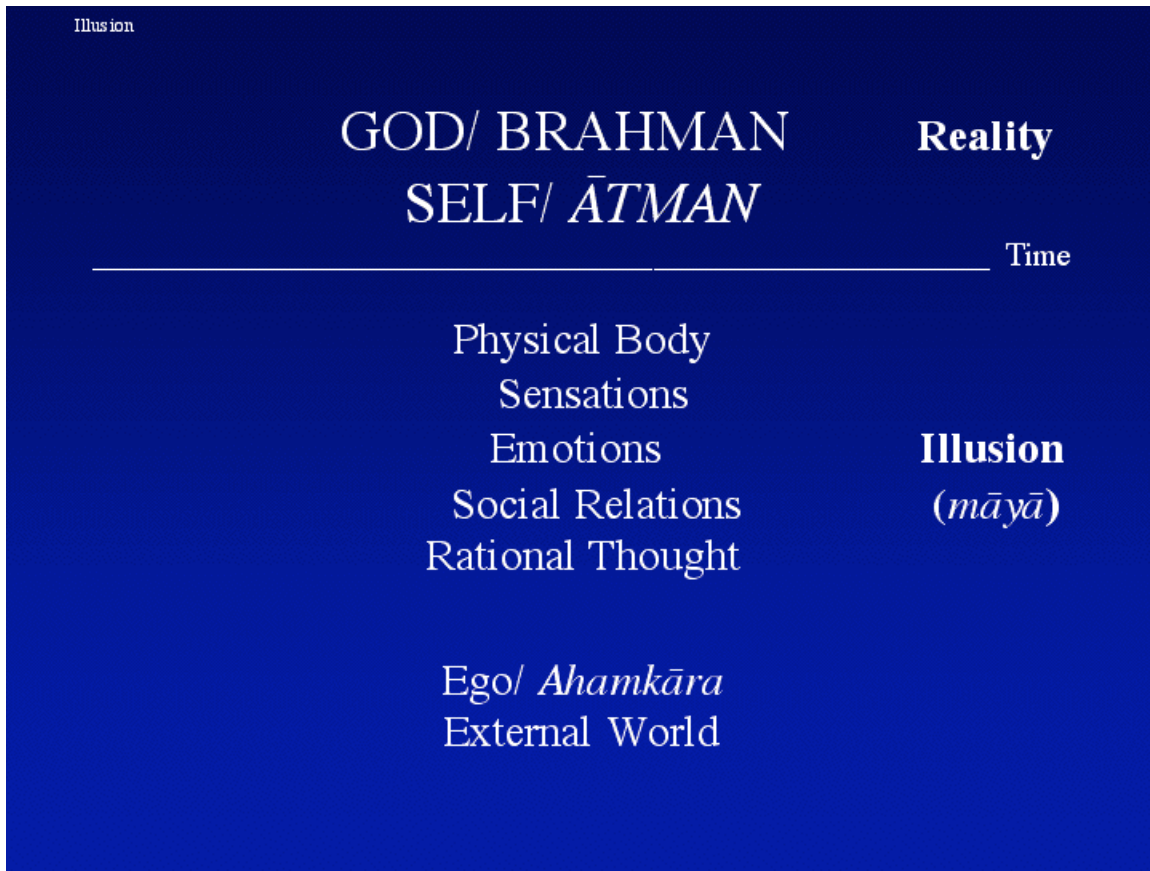 Illusion
GOD/ BRAHMAN Reality
SELF/ ĀTMAN
Time
Physical Body
Sensations
Emotions Illusion
Social Relations (māyā)
Rational Thought
Ego/ Ahamkāra
External World